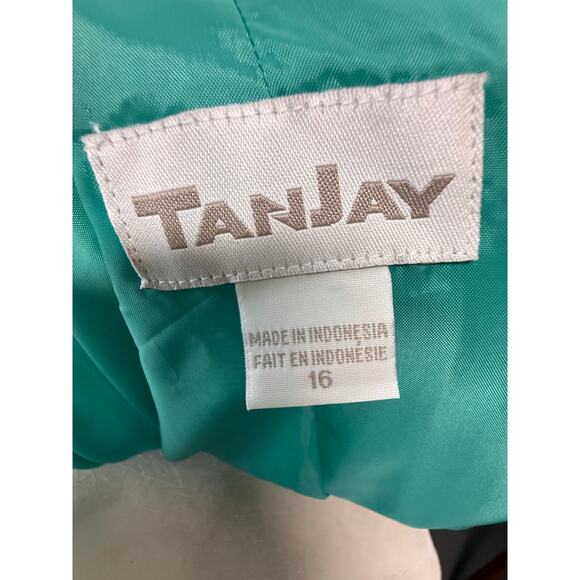 TANJAY
MADE IN INDONESIA
FAIT EN INDONÉSIE
16